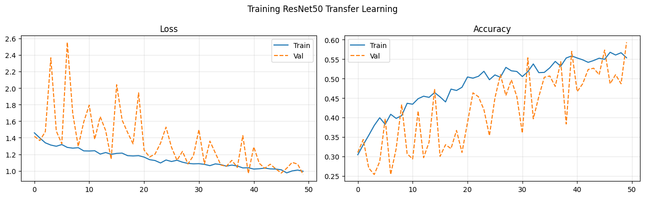 Training ResNet50 Transfer Learning
Loss
Accuracy
2.6
2.4
2.2
2.0
1.8
1.6
1.4
1.2
1.0
0 10 20 30 40 50
Train
Val
0.60
0.55
0.50
0.45
0.40
0.35
0.30
0.25
0 10 20 30 40 50
Train
Val